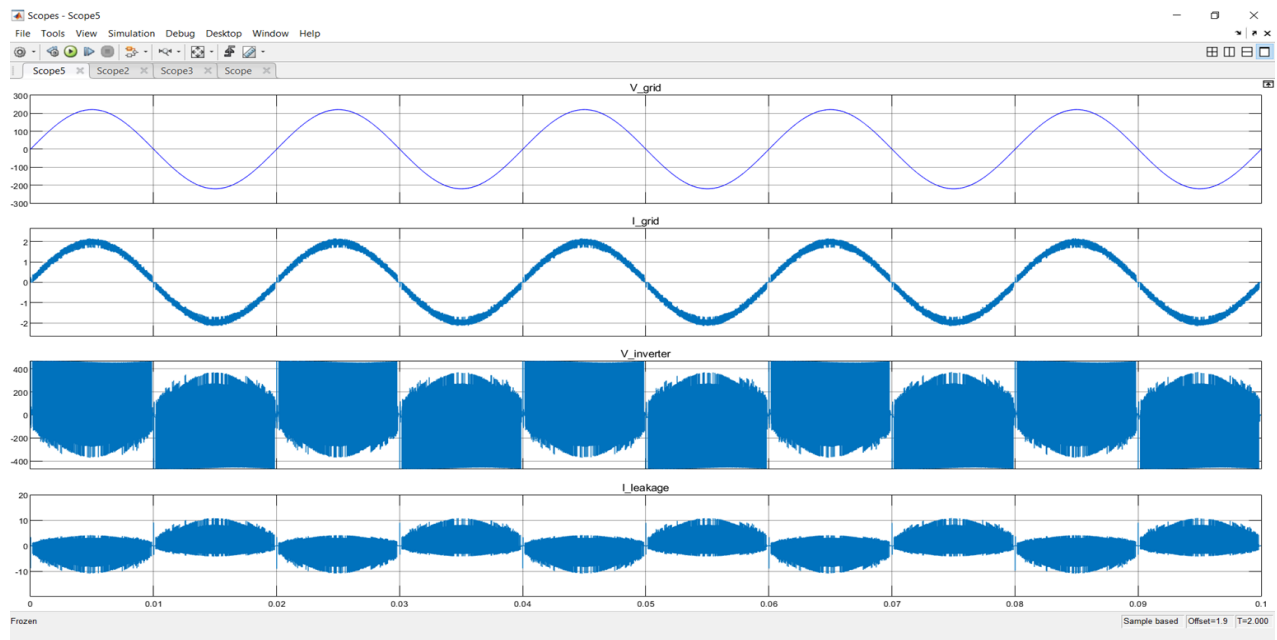 Scopes - Scope5
File Tools View Simulation Debug Desktop Window Help
Scope5 Scope2 Scope3 Scope
V_grid
300
200
100
0
-100
-200
-300
I_grid
2
1
0
-1
-2
V_inverter
400
200
0
-200
-400
I_leakage
20
10
0
-10
0 0.01 0.02 0.03 0.04 0.05 0.06 0.07 0.08 0.09 0.1
Frozen
Sample based Offset=1.9 T=2.000